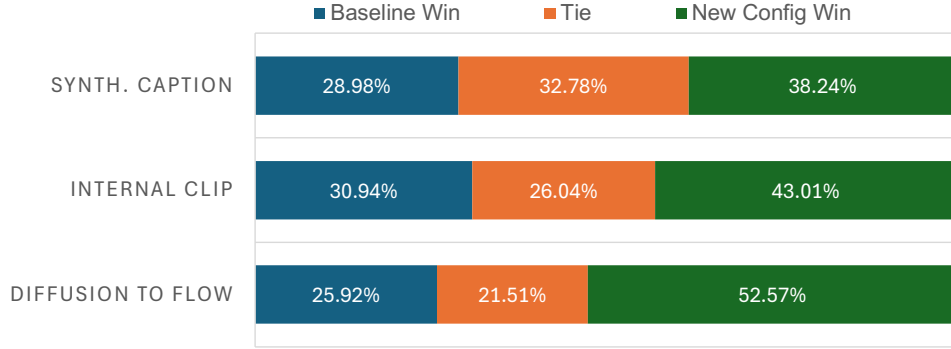 Baseline Win Tie New Config Win
SYNTH. CAPTION 28.98% 32.78% 38.24%
INTERNAL CLIP 30.94% 26.04% 43.01%
DIFFUSION TO FLOW 25.92% 21.51% 52.57%